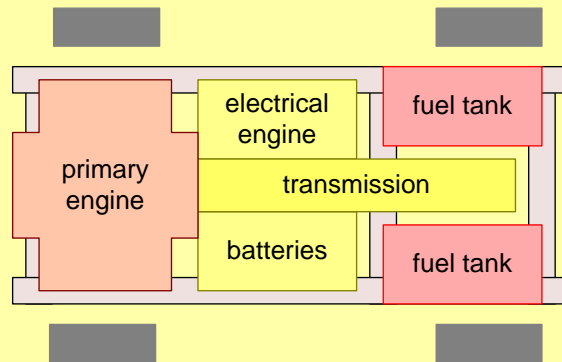 electrical
engine
fuel tank
primary
engine
transmission
batteries
fuel tank